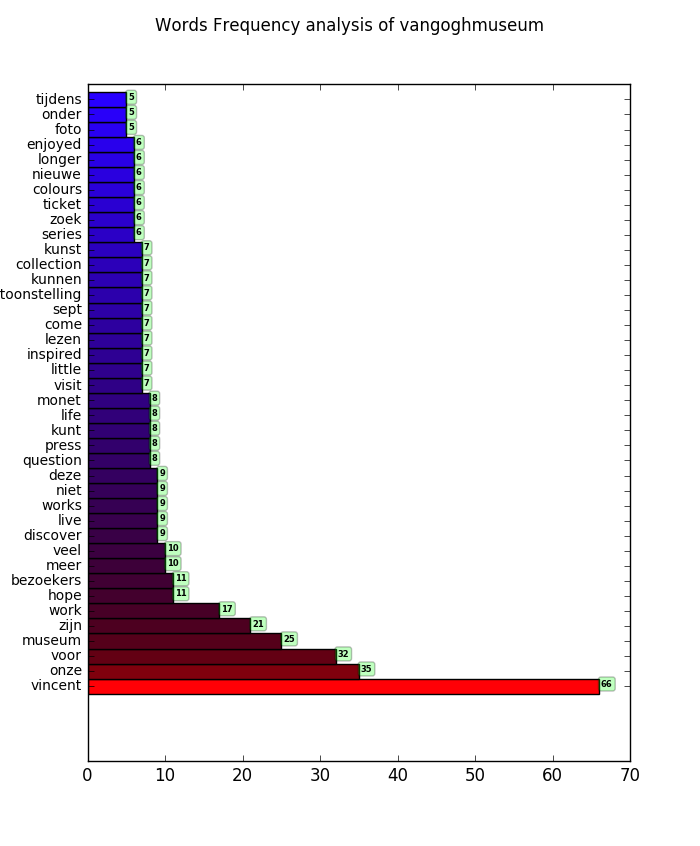 Words Frequency analysis of vangoghmuseum
tijdens 5
onder 5
foto 5
enjoyed 6
longer 6
nieuwe 6
colours 6
ticket 6
zoek 6
series 6
kunst 7
collection 7
kunnen 7
toonstelling 7
sept 7
come 7
lezen 7
inspired 7
little 7
visit 7
monet 8
life 8
kunt 8
press 8
question 8
deze 9
niet 9
works 9
live 9
discover 9
veel 10
meer 10
bezoekers 11
hope 11
work 17
zijn 21
museum 25
voor 32
onze 35
vincent 66
0 10 20 30 40 50 60 70